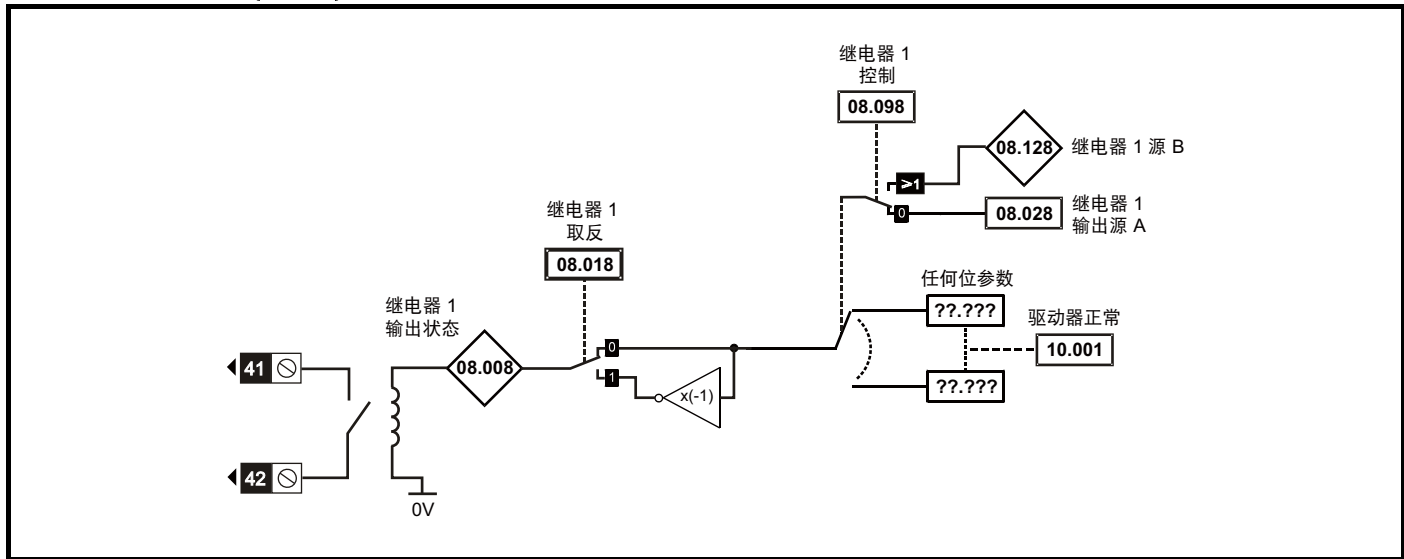 继电器 1
控制
08.098
08.128
继电器 1 源 B
>1
0
08.028
继电器 1
输出源 A
继电器 1
取反
08.018
任何位参数
??.???
驱动器正常
10.001
??.???
继电器 1
输出状态
08.008
0
1
x(-1)
41
42
0V